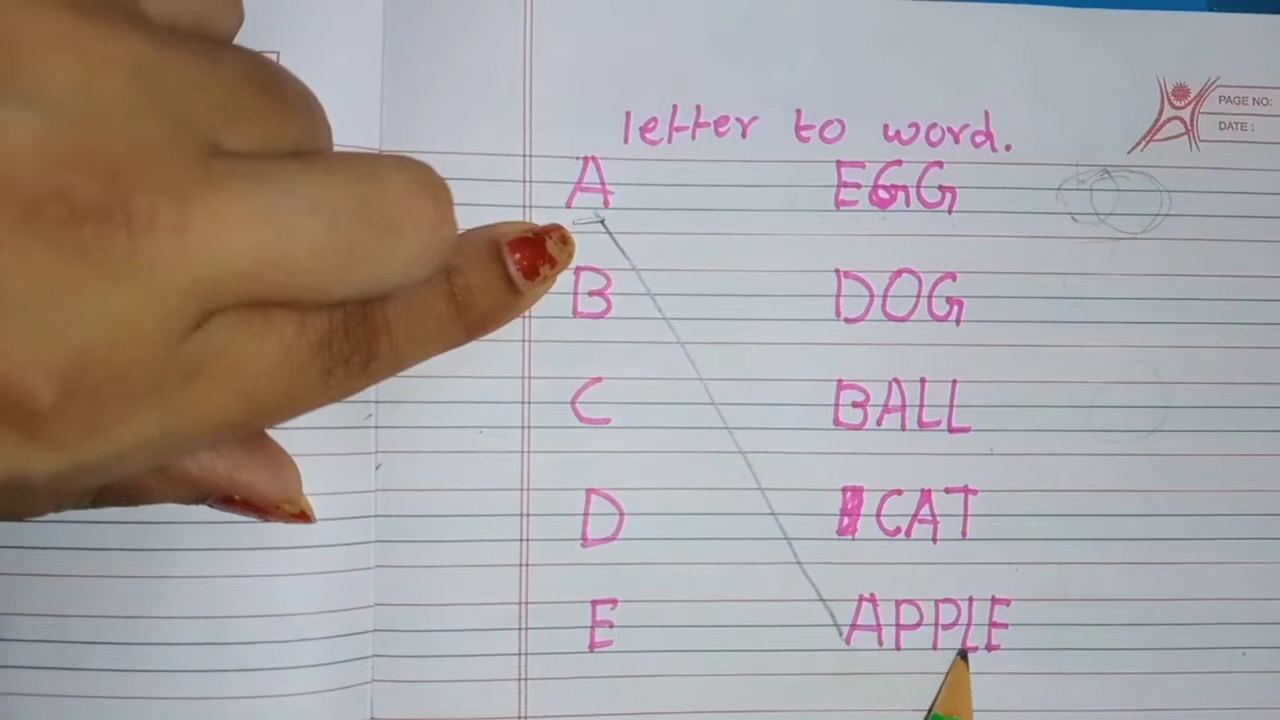 PAGE NO:
DATE :
letter to word.
A EGG
B DOG
C BALL
D CAT
E APPLE